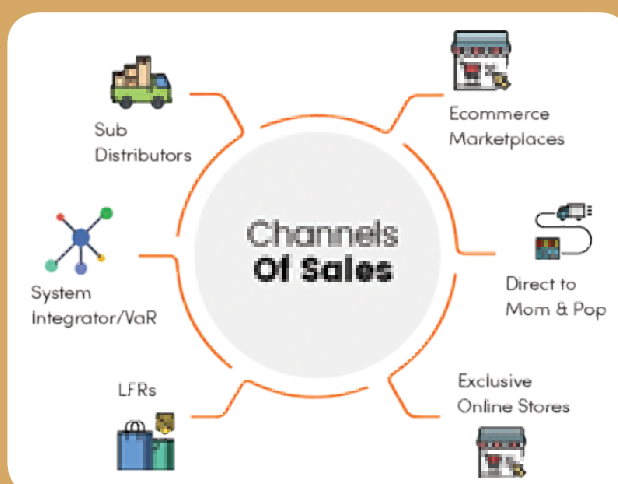 Sub
Distributors
Ecommerce
Marketplaces
Channels
Of Sales
System
Integrator/VaR
Direct to
Mom & Pop
LFRs
Exclusive
Online Stores